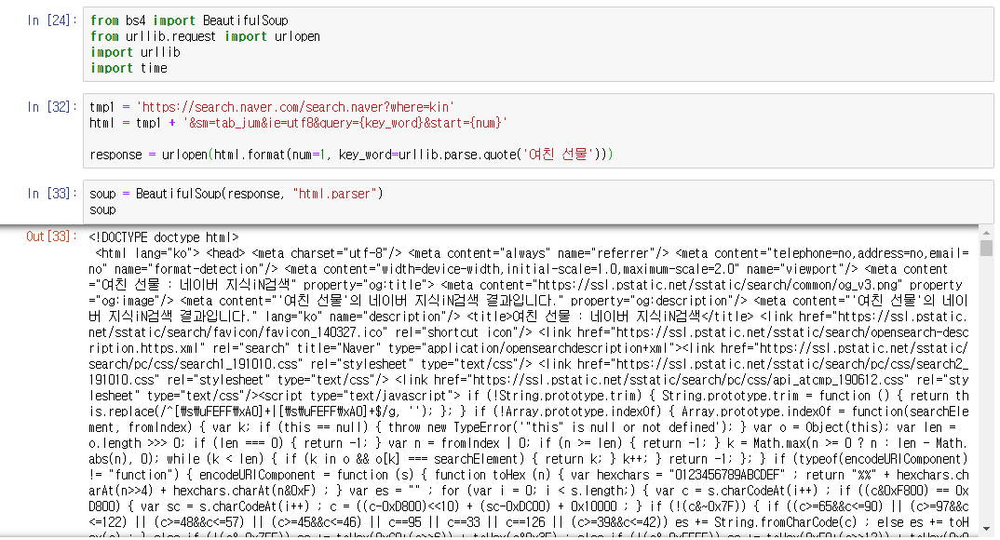 In [24]:
from bs4 import BeautifulSoup
from urllib.request import urlopen
import urllib
import time
In [32]:
tmp1 = 'https://search.naver.com/search.naver?where=kin'
html = tmp1 + '&sm=tab_jum&ie=utf8&query={key_word}&start={num}'
response = urlopen(html.format(num=1, key_word=urllib.parse.quote('여친 선물')))
In [33]:
soup = BeautifulSoup(response, "html.parser")
soup
Out[33]:
<!DOCTYPE doctype html>
<html lang="ko"> <head> <meta charset="utf-8"/> <meta content="always" name="referrer"/> <meta content="telephone=no,address=no,email=
no" name="format-detection"/> <meta content="width=device-width,initial-scale=1.0,maximum-scale=2.0" name="viewport"/> <meta content
="여친 선물 : 네이버 지식iN검색" property="og:title"> <meta content="https://ssl.pstatic.net/sstatic/search/common/og_v3.png" property
="og:image"/> <meta content="'여친 선물'의 네이버 지식iN검색 결과입니다." property="og:description"/> <meta content="'여친 선물'의 네이
버 지식iN검색 결과입니다." lang="ko" name="description"/> <title>여친 선물 : 네이버 지식iN검색</title> <link href="https://ssl.pstatic.
net/sstatic/search/favicon/favicon_140327.ico" rel="shortcut icon"/> <link href="https://ssl.pstatic.net/sstatic/search/opensearch-desc
ription.https.xml" rel="search" title="Naver" type="application/opensearchdescription+xml"><link href="https://ssl.pstatic.net/sstatic/
search/pc/css/search1_191010.css" rel="stylesheet" type="text/css"/> <link href="https://ssl.pstatic.net/sstatic/search/pc/css/search2_
191010.css" rel="stylesheet" type="text/css"/> <link href="https://ssl.pstatic.net/sstatic/search/pc/css/api_atcmp_190612.css" rel="sty
lesheet" type="text/css"/><script type="text/javascript"> if (!String.prototype.trim) { String.prototype.trim = function () { return th
is.replace(/^[₩s₩uFEFF₩xA0]+|[₩s₩uFEFF₩xA0]+$/g, ''); }; } if (!Array.prototype.indexOf) { Array.prototype.indexOf = function(searchEle
ment, fromIndex) { var k; if (this == null) { throw new TypeError('"this" is null or not defined'); } var o = Object(this); var len =
o.length >>> 0; if (len === 0) { return -1; } var n = fromIndex | 0; if (n >= len) { return -1; } k = Math.max(n >= 0 ? n : len - Math.
abs(n), 0); while (k < len) { if (k in o && o[k] === searchElement) { return k; } k++; } return -1; }; } if (typeof(encodeURIComponent)
!= "function") { encodeURIComponent = function (s) { function toHex (n) { var hexchars = "0123456789ABCDEF" ; return "%%" + hexchars.ch
arAt(n>>4) + hexchars.charAt(n&0xF) ; } var es = "" ; for (var i = 0; i < s.length;) { var c = s.charCodeAt(i++) ; if ((c&0xF800) == 0x
D800) { var sc = s.charCodeAt(i++) ; c = ((c-0xD800)<<10) + (sc-0xDC00) + 0x10000 ; } if (!(c&~0x7F)) { if ((c>=65&&c<=90) || (c>=97&&c
<=122) || (c>=48&&c<=57) || (c>=45&&c<=46) || c==95 || c==33 || c==126 || (c>=39&&c<=42)) es += String.fromCharCode(c) ; else es += toH